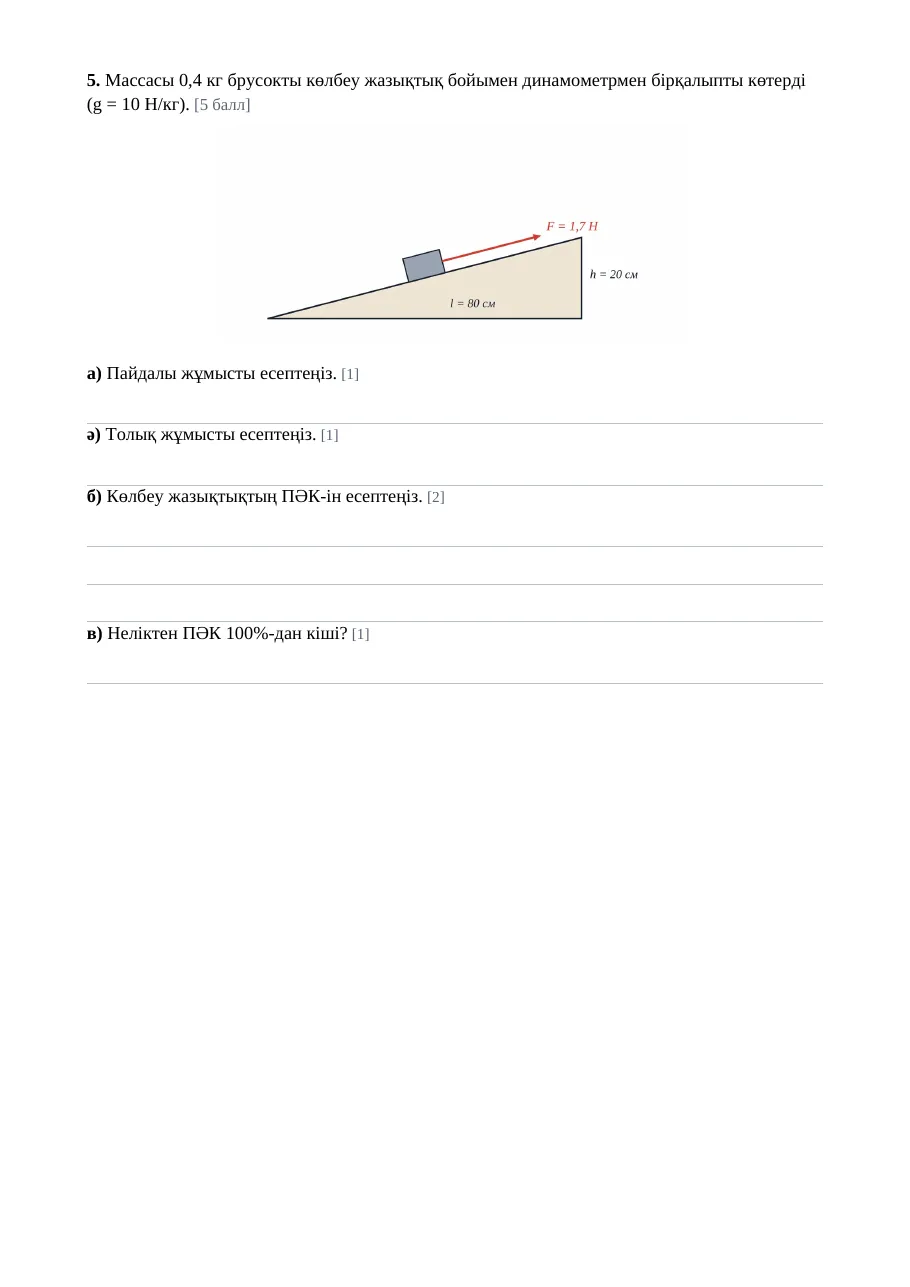 5. Массасы 0,4 кг брусокты көлбеу жазықтық бойымен динамометрмен бірқалыпты көтерді
(g = 10 Н/кг). [5 балл]
F = 1,7 Н
h = 20 см
l = 80 см
а) Пайдалы жұмысты есептеңіз. [1]
ә) Толық жұмысты есептеңіз. [1]
б) Көлбеу жазықтықтың ПӘК-ін есептеңіз. [2]
в) Неліктен ПӘК 100%-дан кіші? [1]